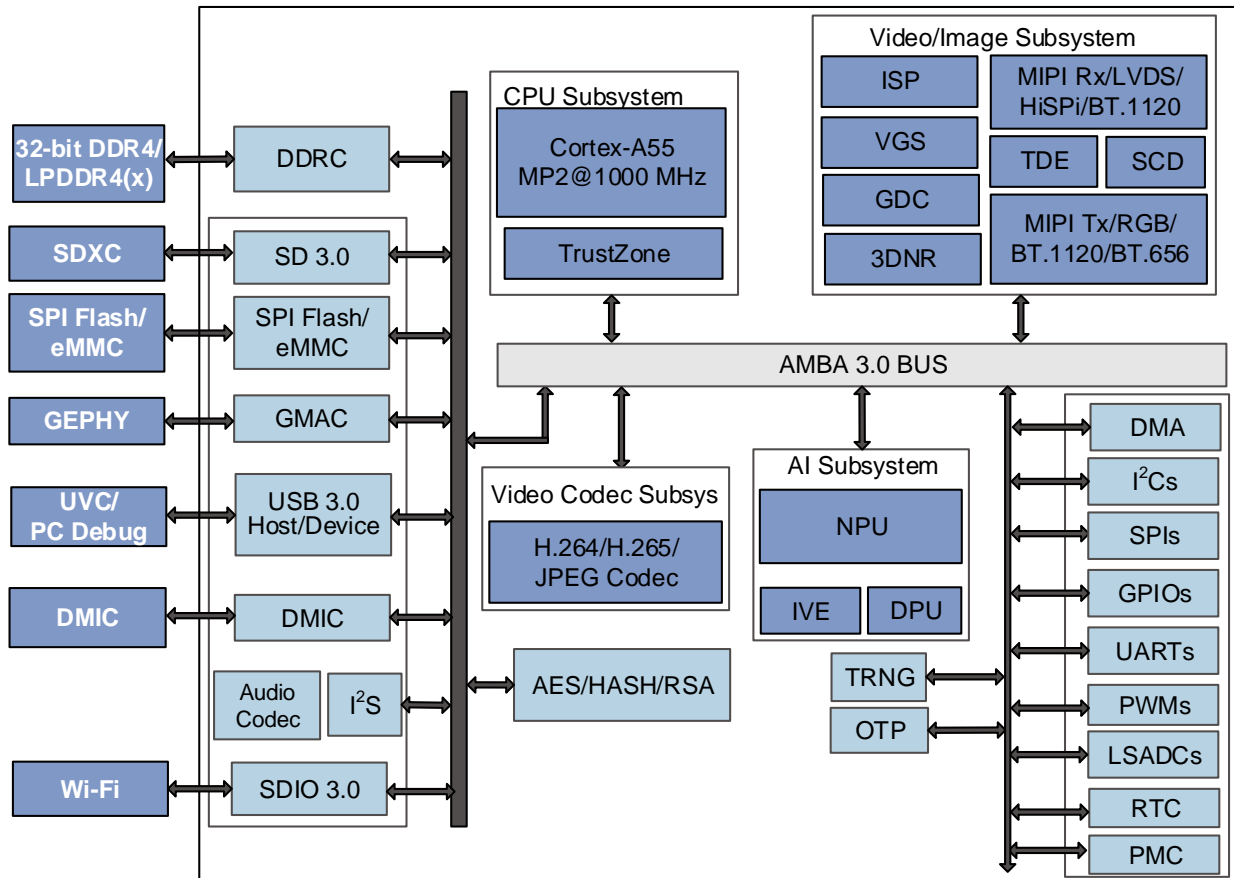 32-bit DDR4/
LPDDR4(x)
SDXC
SPI Flash/
eMMC
GEPHY
UVC/
PC Debug
DMIC
Wi-Fi
DDRC
SD 3.0
SPI Flash/
eMMC
GMAC
USB 3.0
Host/Device
DMIC
Audio
Codec
I²S
SDIO 3.0
CPU Subsystem
Cortex-A55
MP2@1000 MHz
TrustZone
Video/Image Subsystem
ISP
VGS
GDC
3DNR
MIPI Rx/LVDS/
HiSPi/BT.1120
TDE
SCD
MIPI Tx/RGB/
BT.1120/BT.656
AMBA 3.0 BUS
Video Codec Subsys
H.264/H.265/
JPEG Codec
AI Subsystem
NPU
IVE
DPU
AES/HASH/RSA
TRNG
OTP
DMA
I²Cs
SPIs
GPIOs
UARTs
PWMs
LSADCs
RTC
PMC